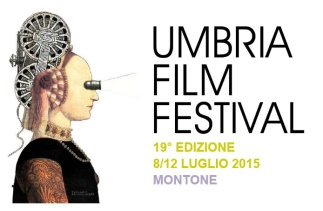 UMBRIA
FILM
FESTIVAL
19ª EDIZIONE
8/12 LUGLIO 2015
MONTONE